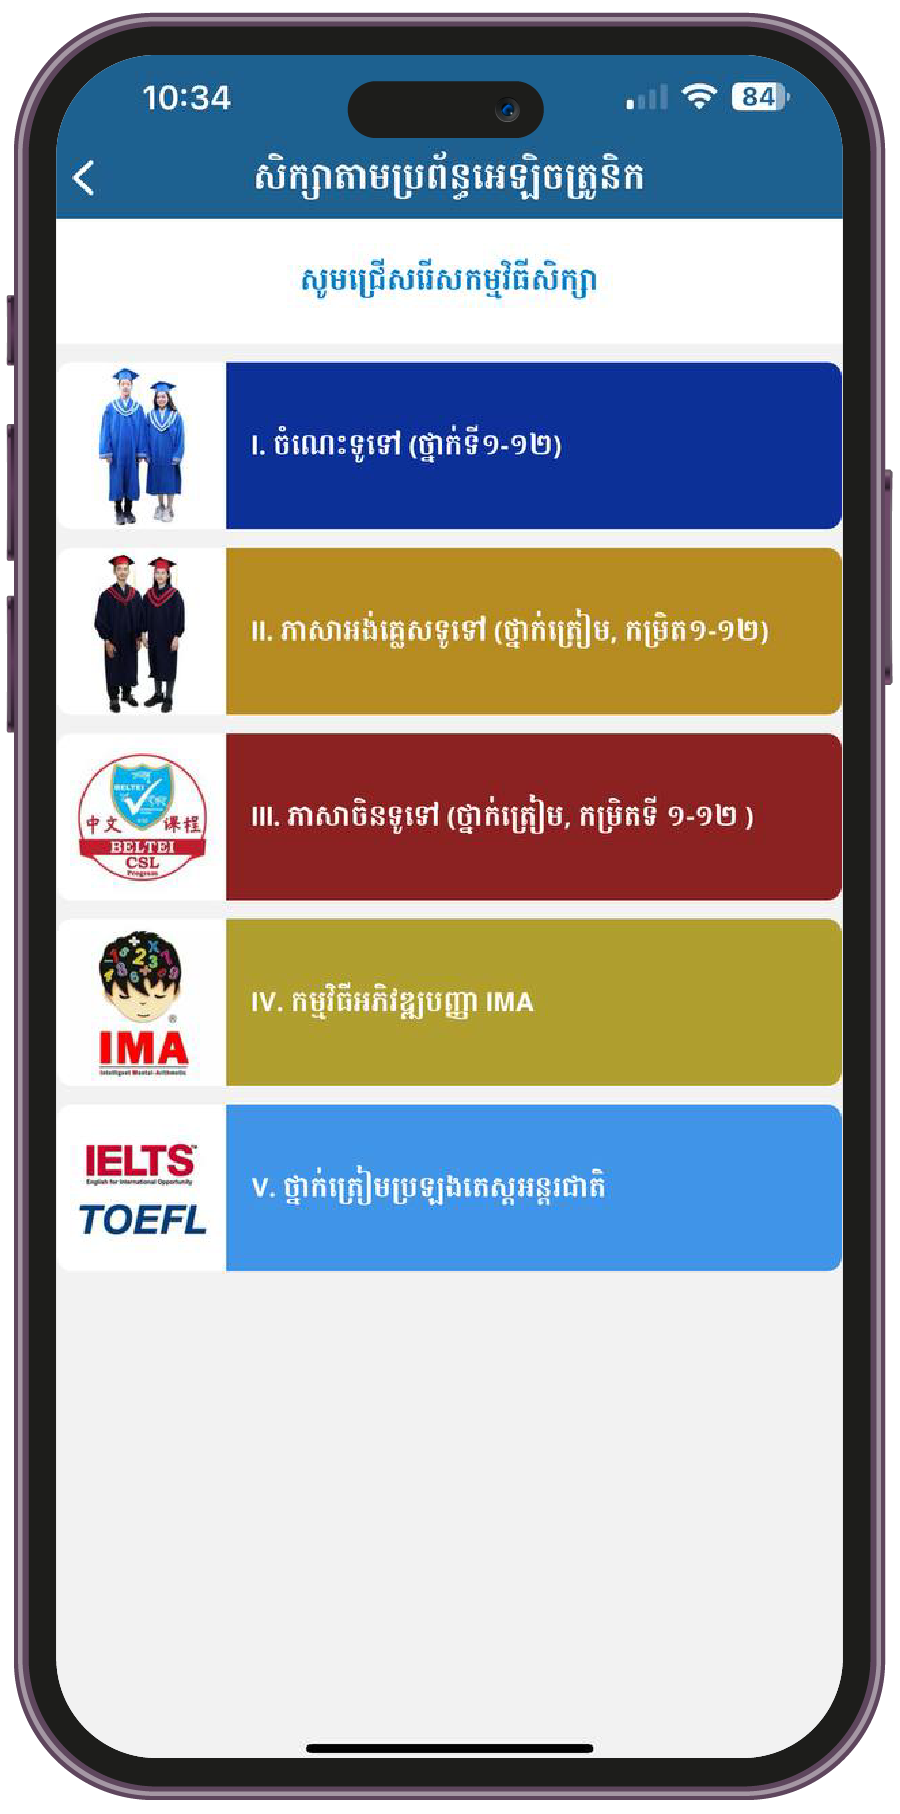 10:34
84
សិក្សាតាមប្រព័ន្ធអេឡិចត្រូនិក
សូមជ្រើសរើសកម្មវិធីសិក្សា
I. ចំណេះទូទៅ (ថ្នាក់ទី១-១២)
II. ភាសាអង់គ្លេសទូទៅ (ថ្នាក់ត្រៀម, កម្រិត១-១២)
BELTEI
中文 课程
BELTEI
CSL
Program
III. ភាសាចិនទូទៅ (ថ្នាក់ត្រៀម, កម្រិតទី ១-១២ )
IMA
Intelligent Mental-Arithmetic
IV. កម្មវិធីអភិវឌ្ឍបញ្ញា IMA
IELTS™
English for International Opportunity
TOEFL
V. ថ្នាក់ត្រៀមប្រឡងតេស្តអន្តរជាតិ